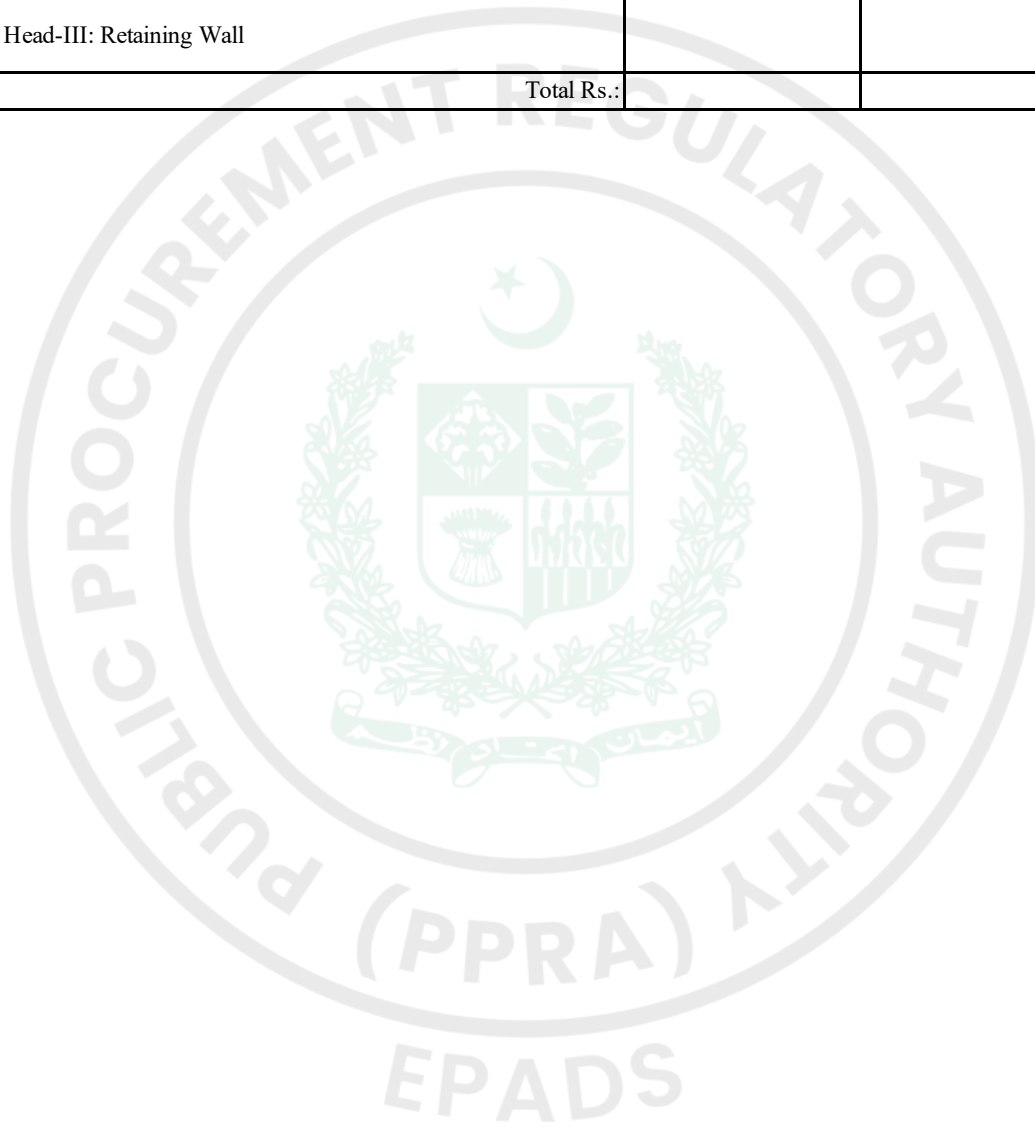 Head-III: Retaining Wall
Total Rs.:
PUBLIC PROCUREMENT REGULATORY AUTHORITY
(PPRA)
EPADS